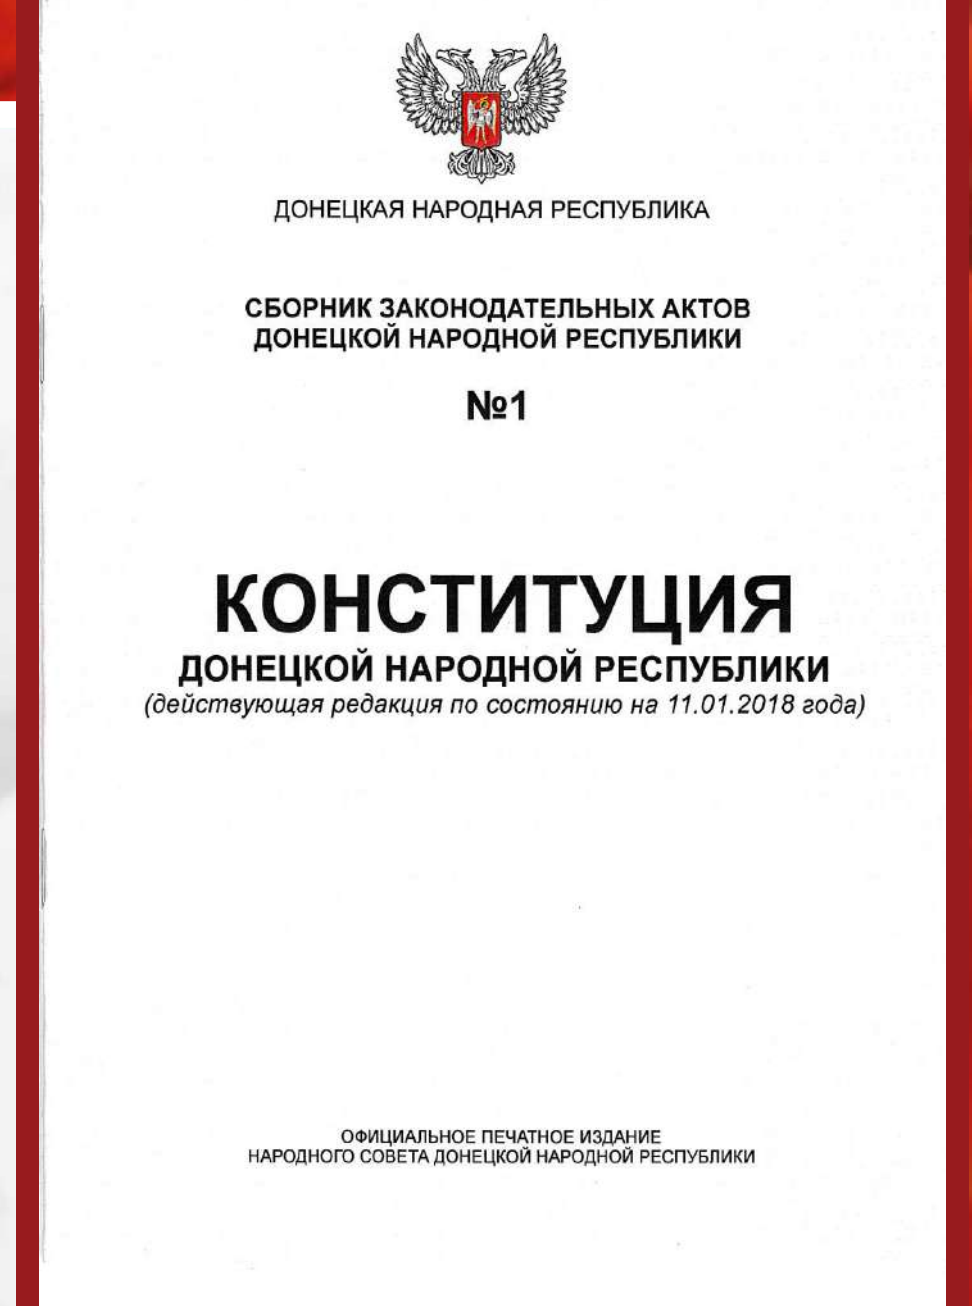 ДОНЕЦКАЯ НАРОДНАЯ РЕСПУБЛИКА
СБОРНИК ЗАКОНОДАТЕЛЬНЫХ АКТОВ
ДОНЕЦКОЙ НАРОДНОЙ РЕСПУБЛИКИ
№1
КОНСТИТУЦИЯ
ДОНЕЦКОЙ НАРОДНОЙ РЕСПУБЛИКИ
(действующая редакция по состоянию на 11.01.2018 года)
ОФИЦИАЛЬНОЕ ПЕЧАТНОЕ ИЗДАНИЕ
НАРОДНОГО СОВЕТА ДОНЕЦКОЙ НАРОДНОЙ РЕСПУБЛИКИ